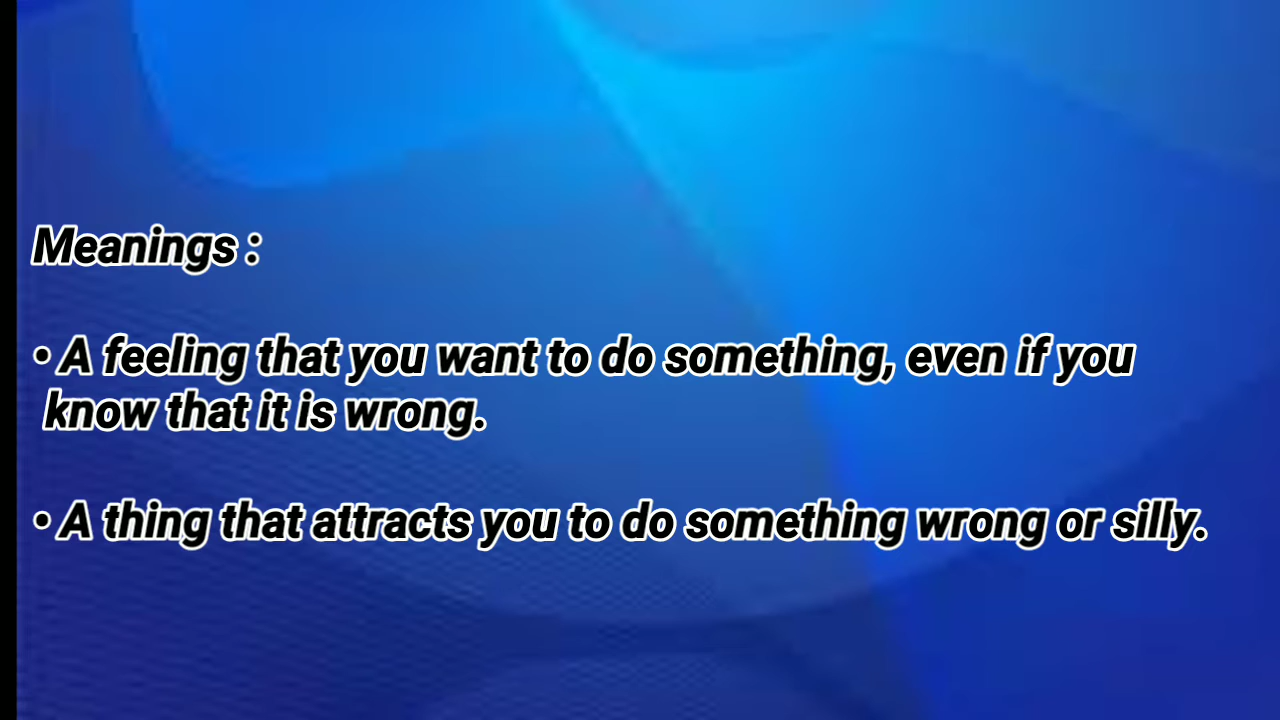 Meanings :
• A feeling that you want to do something, even if you
know that it is wrong.
• A thing that attracts you to do something wrong or silly.